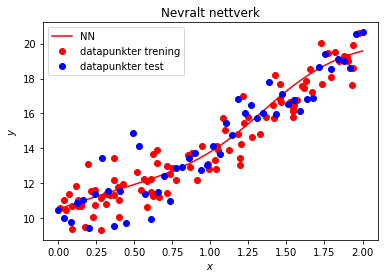 Nevralt nettverk
NN
datapunkter trening
datapunkter test
y
20
18
16
14
12
10
0.00 0.25 0.50 0.75 1.00 1.25 1.50 1.75 2.00
x